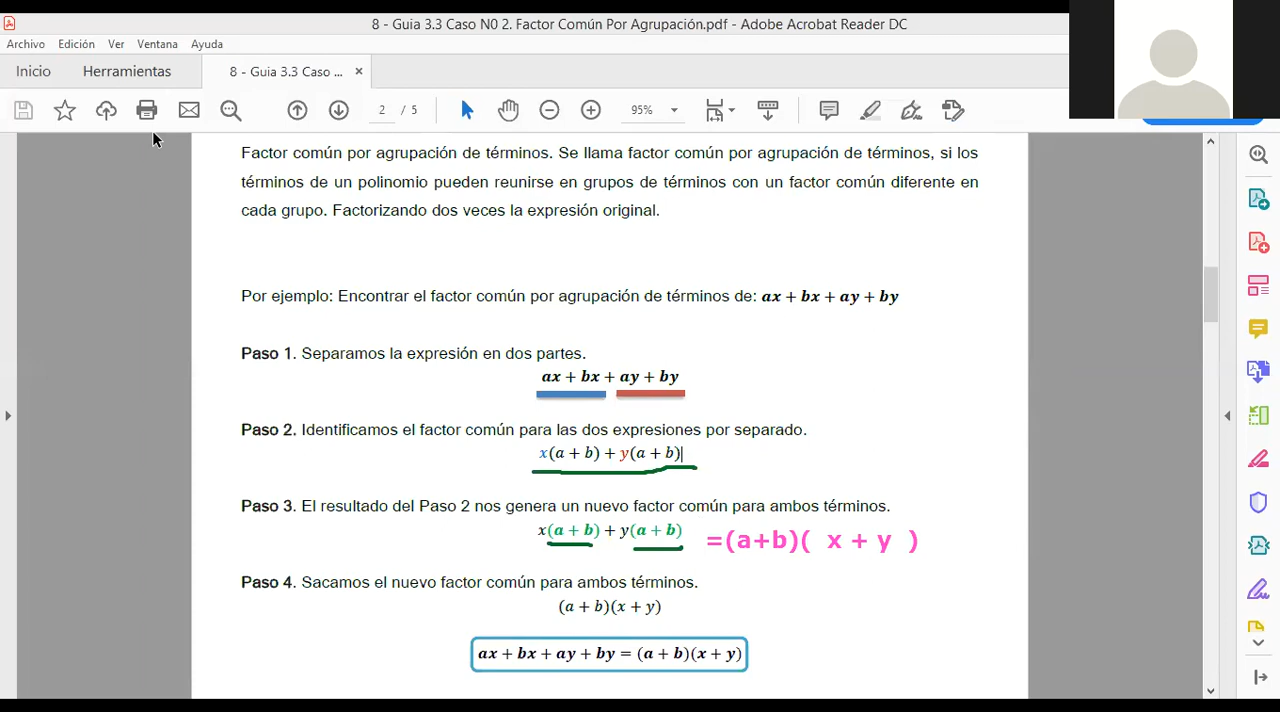 8 - Guia 3.3 Caso N0 2. Factor Común Por Agrupación.pdf - Adobe Acrobat Reader DC
Archivo Edición Ver Ventana Ayuda
Inicio Herramientas 8 - Guia 3.3 Caso ... ×
2 / 5 95%
Factor común por agrupación de términos. Se llama factor común por agrupación de términos, si los
términos de un polinomio pueden reunirse en grupos de términos con un factor común diferente en
cada grupo. Factorizando dos veces la expresión original.
Por ejemplo: Encontrar el factor común por agrupación de términos de: ax + bx + ay + by
Paso 1. Separamos la expresión en dos partes.
ax + bx + ay + by
Paso 2. Identificamos el factor común para las dos expresiones por separado.
x(a + b) + y(a + b)
Paso 3. El resultado del Paso 2 nos genera un nuevo factor común para ambos términos.
x(a + b) + y(a + b) =(a+b)( x + y )
Paso 4. Sacamos el nuevo factor común para ambos términos.
(a + b)(x + y)
ax + bx + ay + by = (a + b)(x + y)